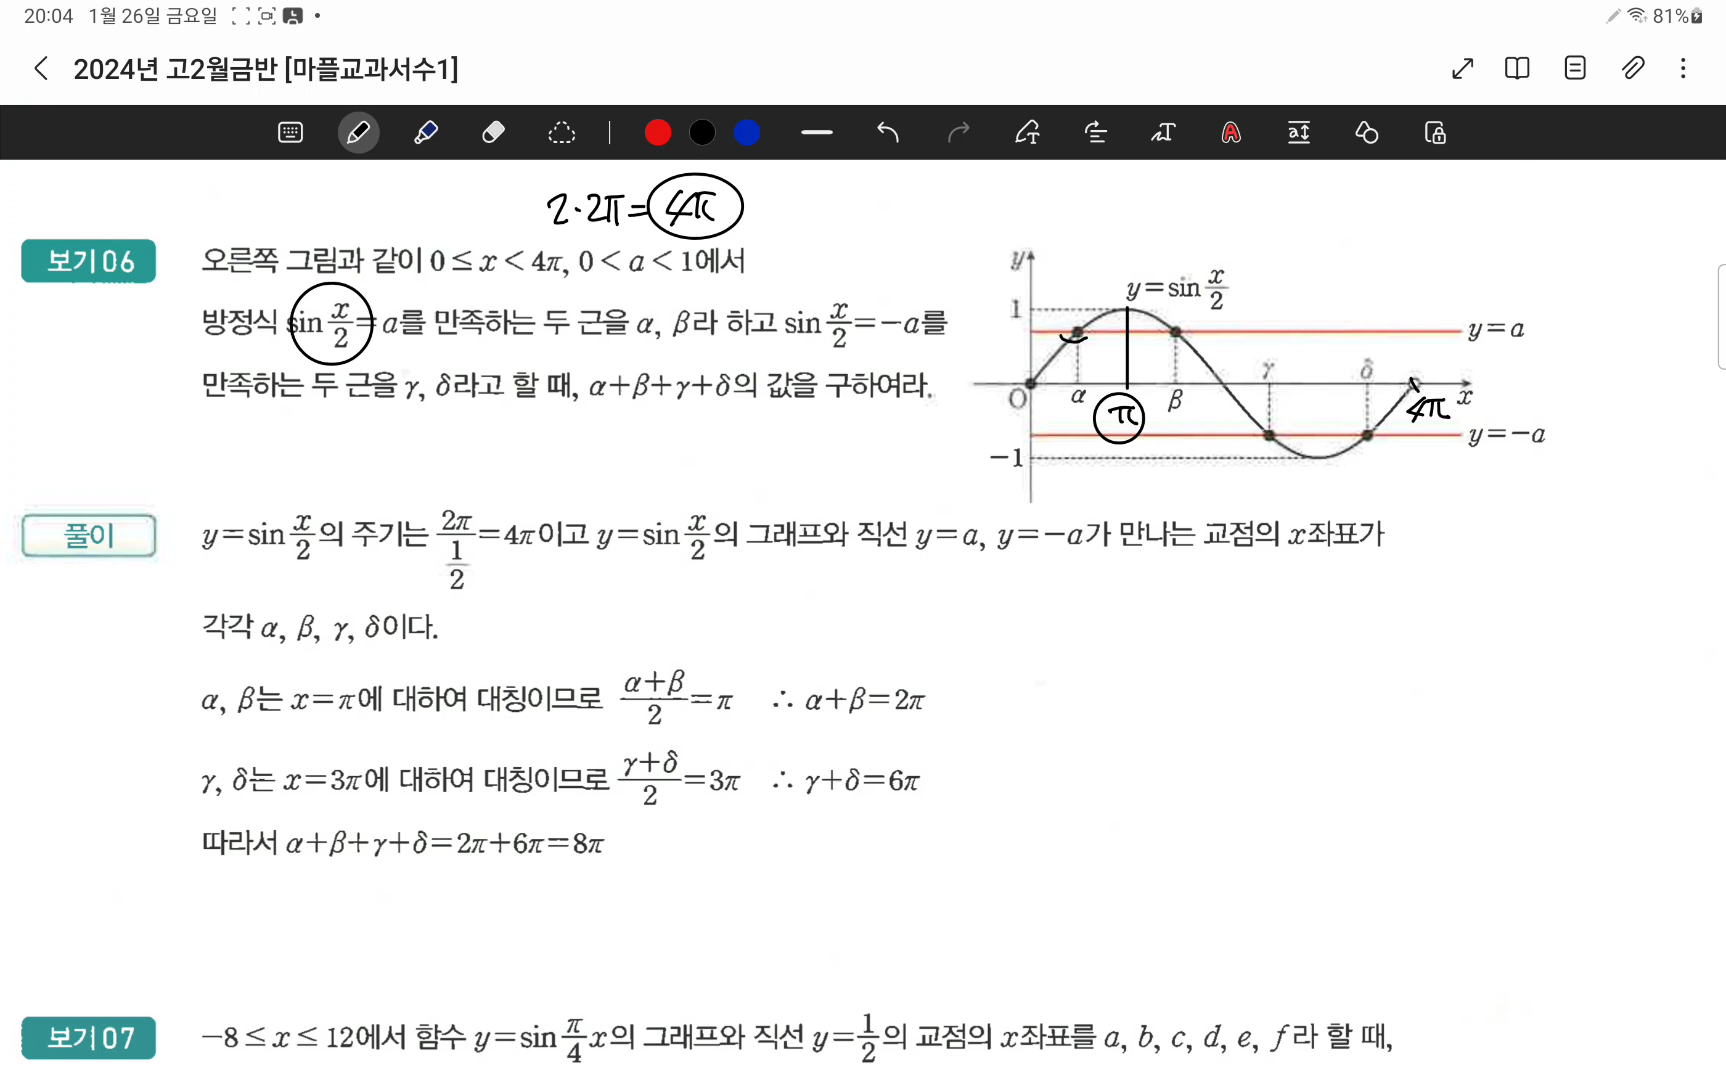 20:04 1월 26일 금요일 81%
2024년 고2월금반 [마플교과서수1]
2·2π=4π
보기 06 오른쪽 그림과 같이 0≤x<4π, 0<a<1에서
방정식 sin x/2=a를 만족하는 두 근을 α, β라 하고 sin x/2=-a를
만족하는 두 근을 γ, δ라고 할 때, α+β+γ+δ의 값을 구하여라.
y
y=sin x/2
1
y=a
γ δ
O α π β 4π x
y=-a
-1
풀이 y=sin x/2의 주기는 2π/(1/2)=4π이고 y=sin x/2의 그래프와 직선 y=a, y=-a가 만나는 교점의 x좌표가
각각 α, β, γ, δ이다.
α, β는 x=π에 대하여 대칭이므로 (α+β)/2=π ∴ α+β=2π
γ, δ는 x=3π에 대하여 대칭이므로 (γ+δ)/2=3π ∴ γ+δ=6π
따라서 α+β+γ+δ=2π+6π=8π
보기 07 -8≤x≤12에서 함수 y=sin π/4 x의 그래프와 직선 y=1/2의 교점의 x좌표를 a, b, c, d, e, f라 할 때,